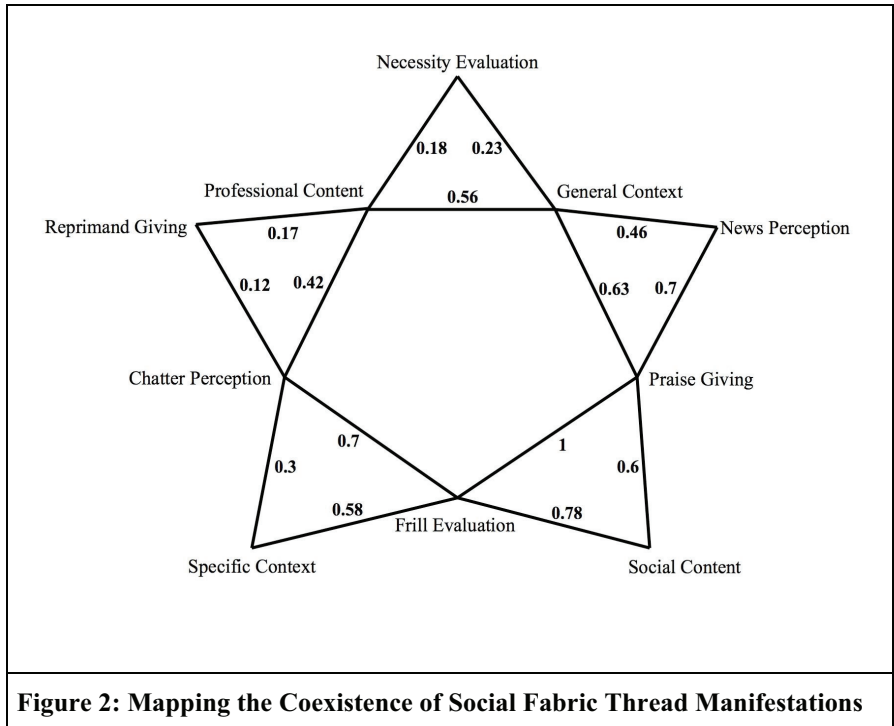 Necessity Evaluation
0.18 0.23
Professional Content
0.56
General Context
Reprimand Giving
0.17
0.46
News Perception
0.12 0.42
0.63 0.7
Chatter Perception
Praise Giving
0.7
1
0.3
0.6
0.58
0.78
Frill Evaluation
Specific Context
Social Content
Figure 2: Mapping the Coexistence of Social Fabric Thread Manifestations